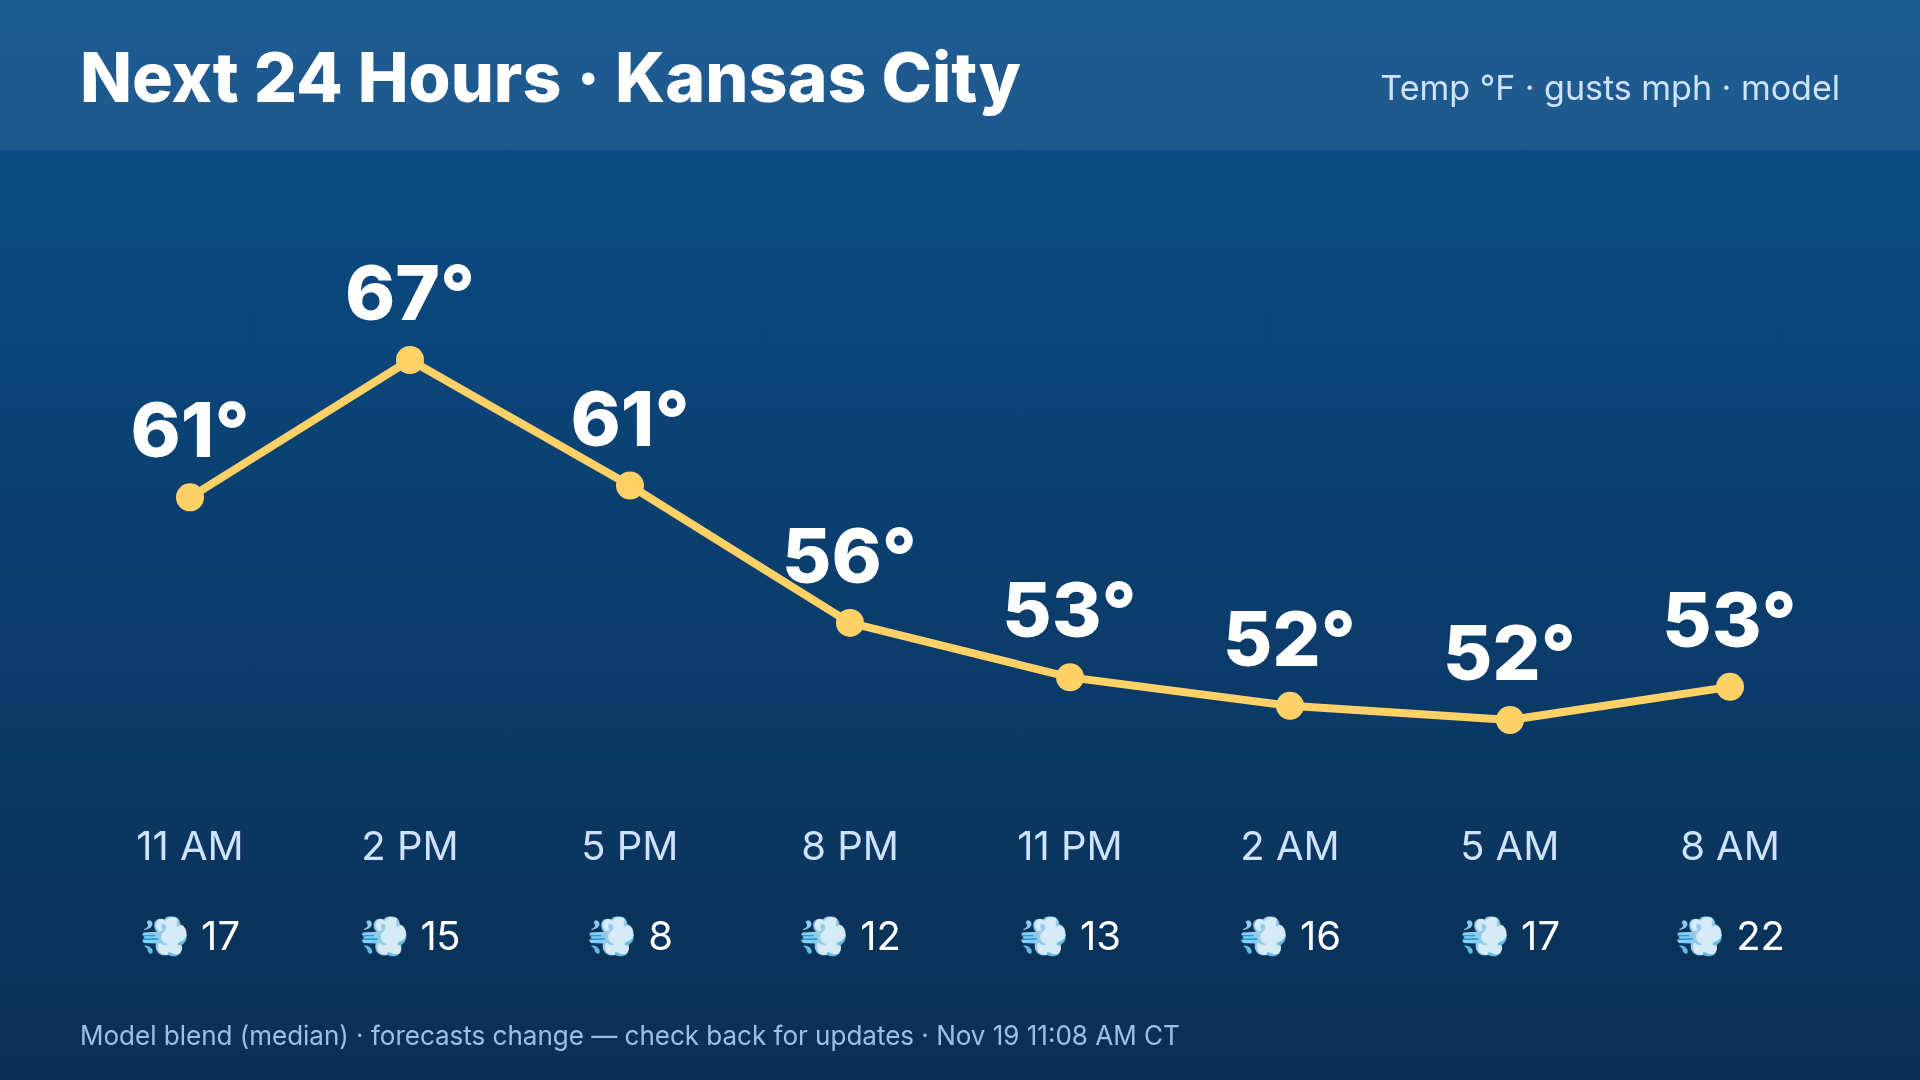 Next 24 Hours · Kansas City
Temp °F · gusts mph · model
61° 67° 61° 56° 53° 52° 52° 53°
11 AM 2 PM 5 PM 8 PM 11 PM 2 AM 5 AM 8 AM
💨 17 💨 15 💨 8 💨 12 💨 13 💨 16 💨 17 💨 22
Model blend (median) · forecasts change — check back for updates · Nov 19 11:08 AM CT